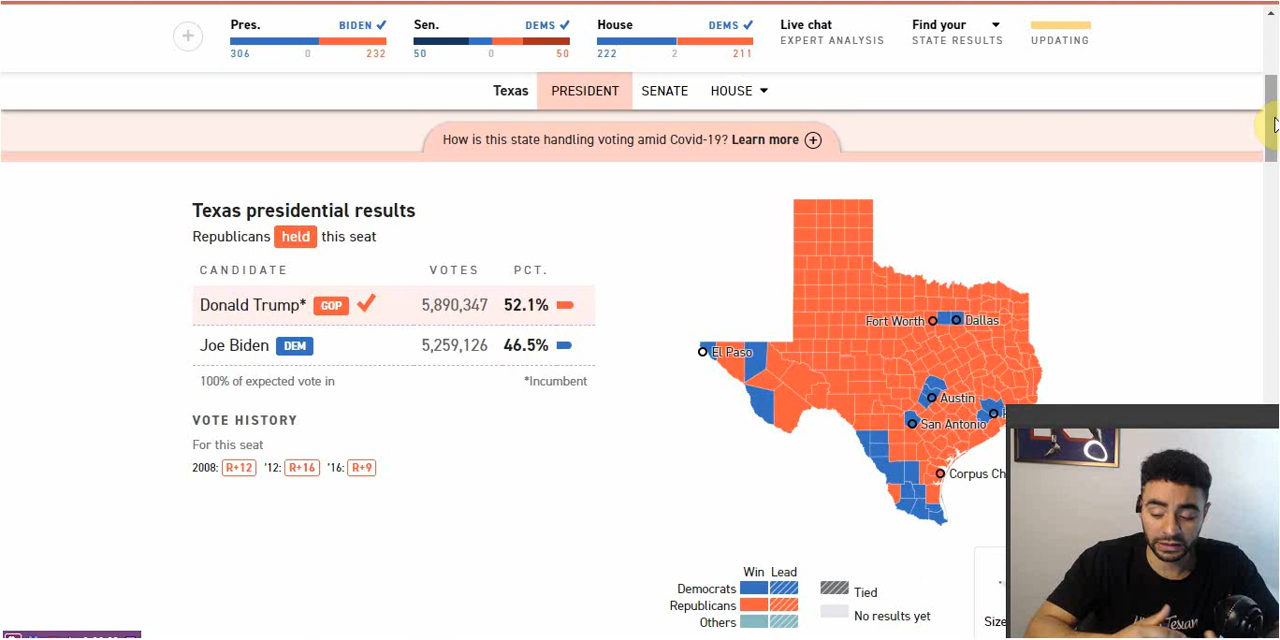 Pres. BIDEN ✓ Sen. DEMS ✓ House DEMS ✓ Live chat Find your
EXPERT ANALYSIS STATE RESULTS UPDATING
306 0 232 50 0 50 222 2 211
Texas PRESIDENT SENATE HOUSE
How is this state handling voting amid Covid-19? Learn more
Texas presidential results
Republicans held this seat
CANDIDATE VOTES PCT.
Donald Trump* GOP 5,890,347 52.1%
Joe Biden DEM 5,259,126 46.5%
100% of expected vote in *Incumbent
VOTE HISTORY
For this seat
2008: R+12 '12: R+16 '16: R+9
Fort Worth Dallas
El Paso
Austin
San Antonio
Corpus Ch
Win Lead
Democrats Tied
Republicans
No results yet
Others
Size